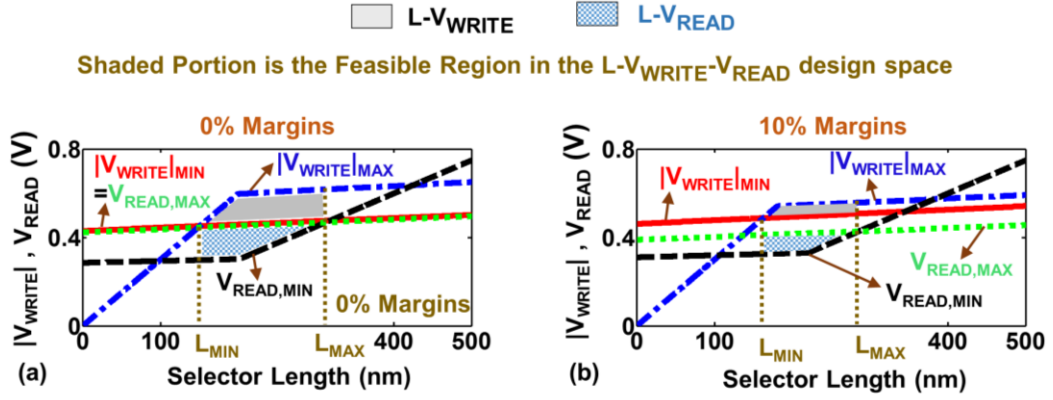 L-VWRITE L-VREAD
Shaded Portion is the Feasible Region in the L-VWRITE-VREAD design space
0% Margins
|VWRITE|, VREAD (V)
0.8
0.4
0
|VWRITE|MIN
=VREAD,MAX
|VWRITE|MAX
VREAD,MIN
0% Margins
LMIN
LMAX
0 100 400 500
Selector Length (nm)
(a)
10% Margins
|VWRITE|, VREAD (V)
0.8
0.4
0
|VWRITE|MIN
|VWRITE|MAX
VREAD,MAX
VREAD,MIN
LMIN
LMAX
0 100 400 500
Selector Length (nm)
(b)